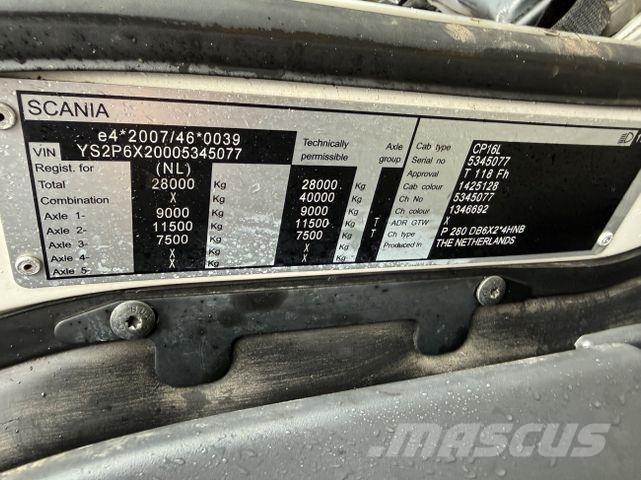 SCANIA
e4*2007/46*0039
VIN YS2P6X20005345077
Regist. for (NL)
Total 28000 Kg 28000 Kg
Combination X Kg 40000 Kg
Axle 1- 9000 Kg 9000 Kg
Axle 2- 11500 Kg 11500 Kg T
Axle 3- 7500 Kg 7500 Kg T
Axle 4- X Kg X Kg
Axle 5- X Kg X Kg
Technically permissible
Axle group
Cab type CP16L
Serial no 5345077
Approval T 118 Fh
Cab colour 1425128
Ch No 5345077
Ch colour 1346692
ADR GTW X
Ch type P 280 DB6X2*4HNB
Produced in THE NETHERLANDS
MASCUS